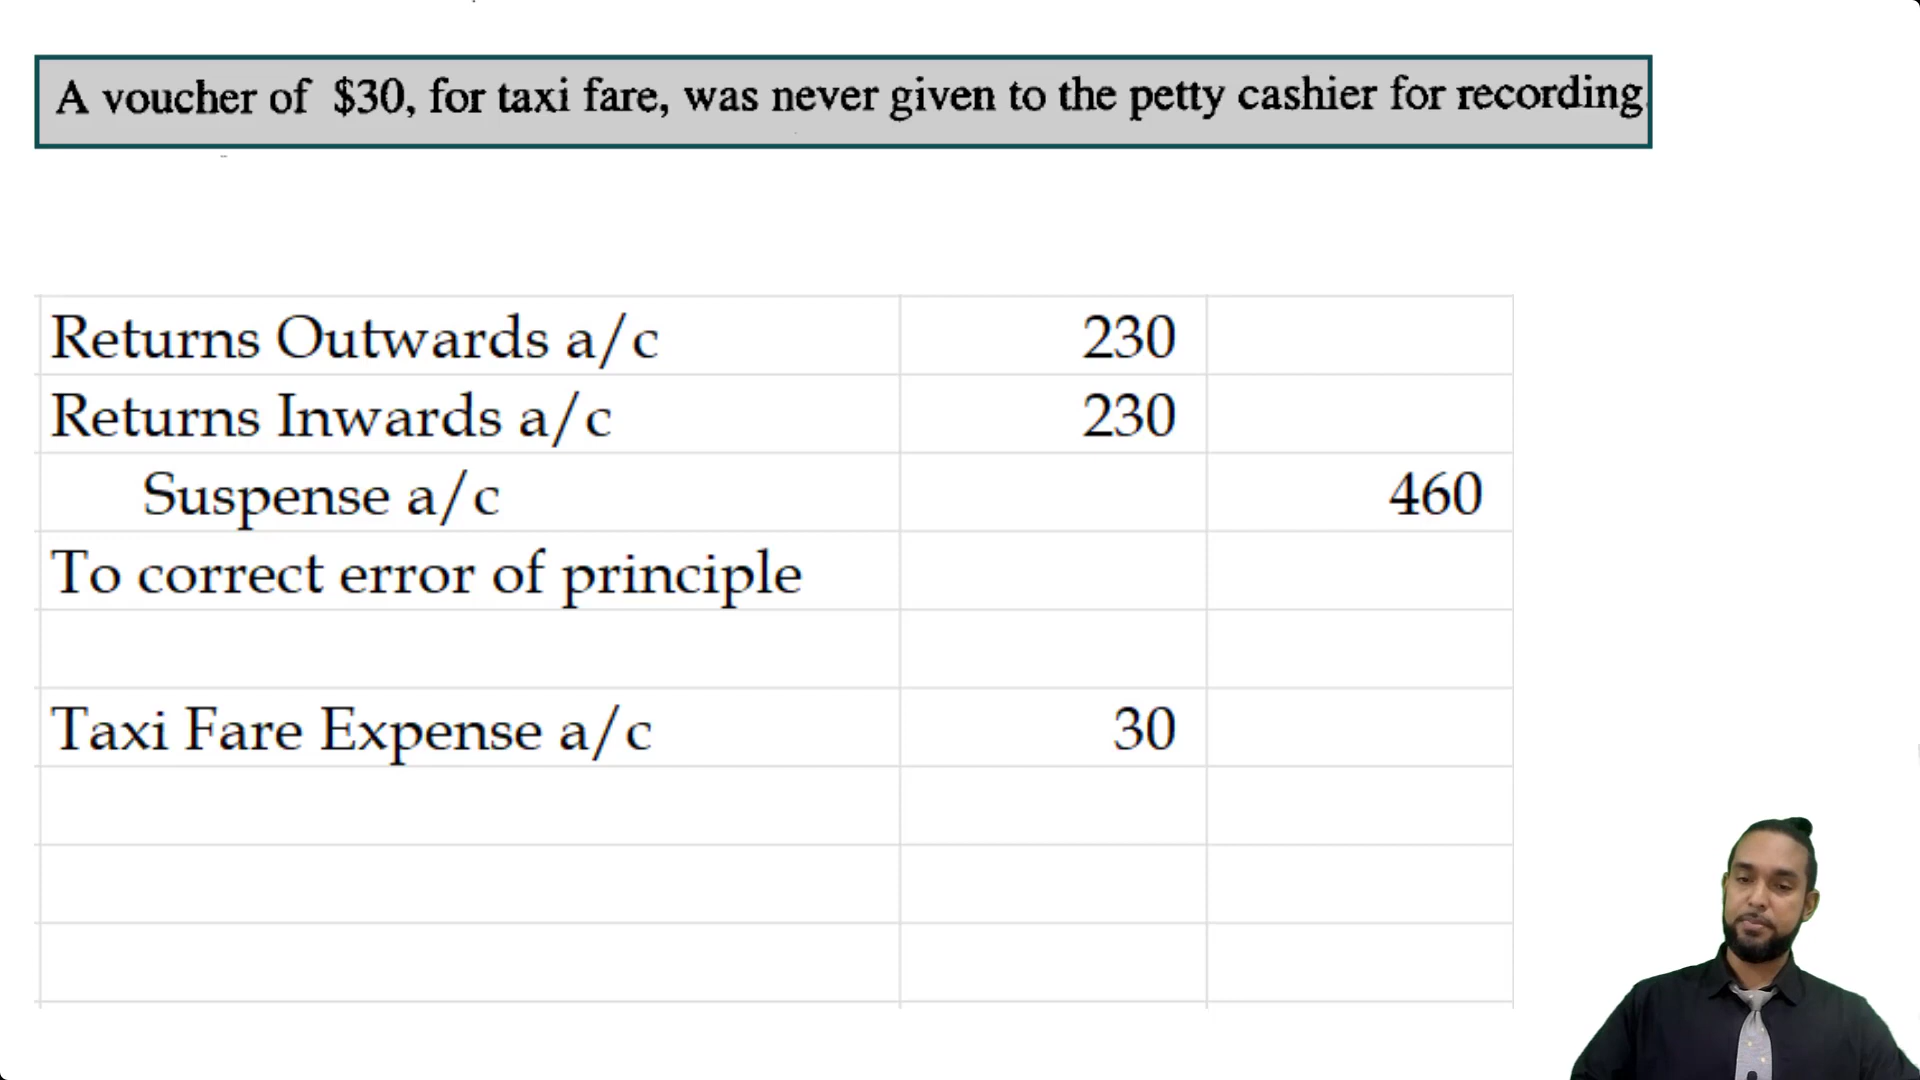 A voucher of $30, for taxi fare, was never given to the petty cashier for recording
Returns Outwards a/c 230
Returns Inwards a/c 230
Suspense a/c 460
To correct error of principle
Taxi Fare Expense a/c 30